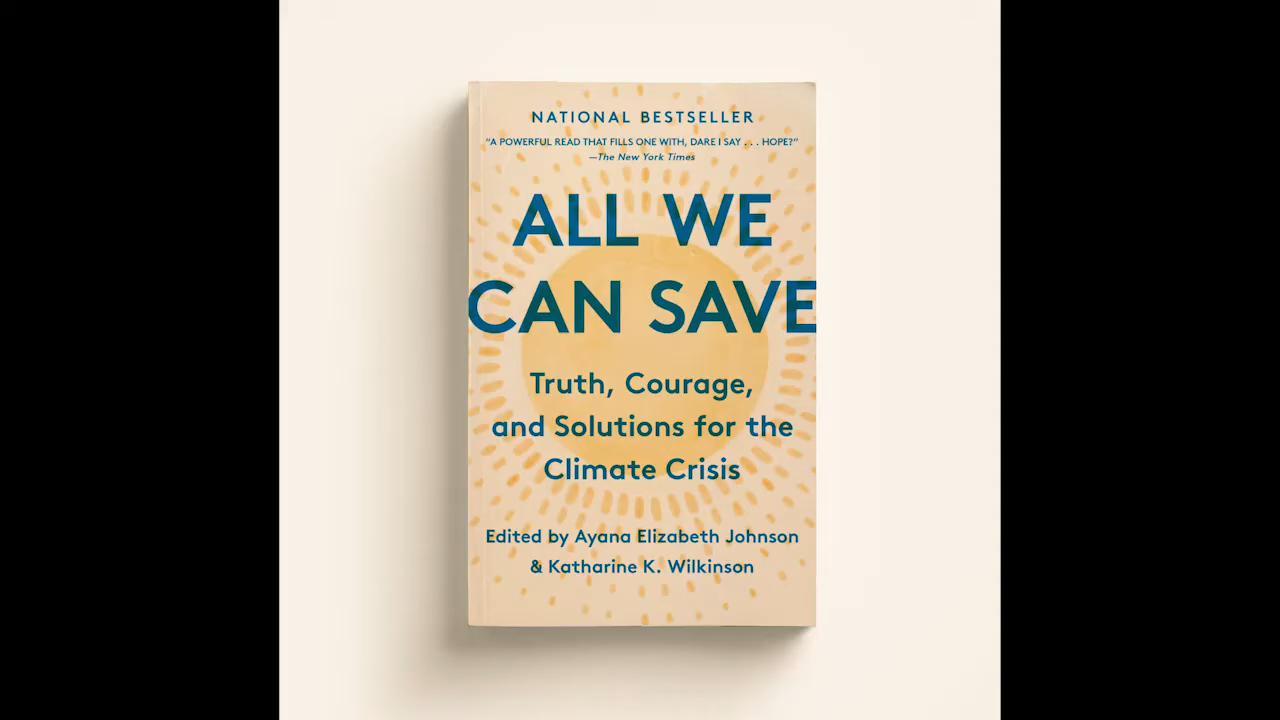 NATIONAL BESTSELLER
“A POWERFUL READ THAT FILLS ONE WITH, DARE I SAY . . . HOPE?”
—The New York Times
ALL WE
CAN SAVE
Truth, Courage,
and Solutions for the
Climate Crisis
Edited by Ayana Elizabeth Johnson
& Katharine K. Wilkinson